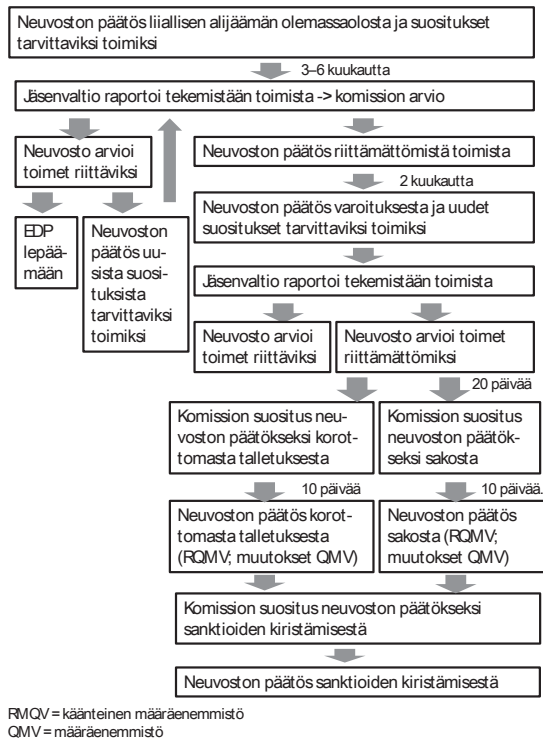 Neuvoston päätös liiallisen alijäämän olemassaolosta ja suositukset
tarvittaviksi toimiksi
3–6 kuukautta
Jäsenvaltio raportoi tekemistään toimista -> komission arvio
Neuvosto arvioi
toimet riittäviksi
Neuvoston päätös riittämättömistä toimista
2 kuukautta
EDP
lepää-
mään
Neuvoston
päätös uu-
sista suosi-
tuksista
tarvittaviksi
toimiksi
Neuvoston päätös varoituksesta ja uudet
suositukset tarvittaviksi toimiksi
Jäsenvaltio raportoi tekemistään toimista
Neuvosto arvioi
toimet riittäviksi
Neuvosto arvioi toimet
riittämättömiksi
20 päivää
Komission suositus neu-
voston päätökseksi korot-
tomasta talletuksesta
Komission suositus
neuvoston päätök-
seksi sakosta
10 päivää
10 päivää.
Neuvoston päätös korot-
tomasta talletuksesta
(RQMV; muutokset QMV)
Neuvoston päätös
sakosta (RQMV;
muutokset QMV)
Komission suositus neuvoston päätökseksi
sanktioiden kiristämisestä
Neuvoston päätös sanktioiden kiristämisestä
RMQV = käänteinen määräenemmistö
QMV = määräenemmistö